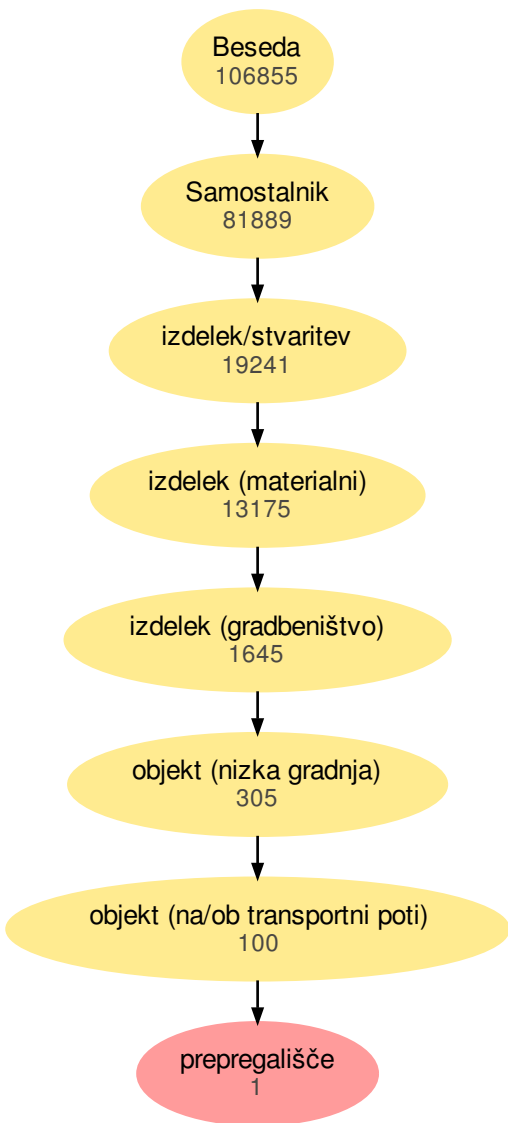 Beseda
106855
Samostalnik
81889
izdelek/stvaritev
19241
izdelek (materialni)
13175
izdelek (gradbeništvo)
1645
objekt (nizka gradnja)
305
objekt (na/ob transportni poti)
100
prepregališče
1